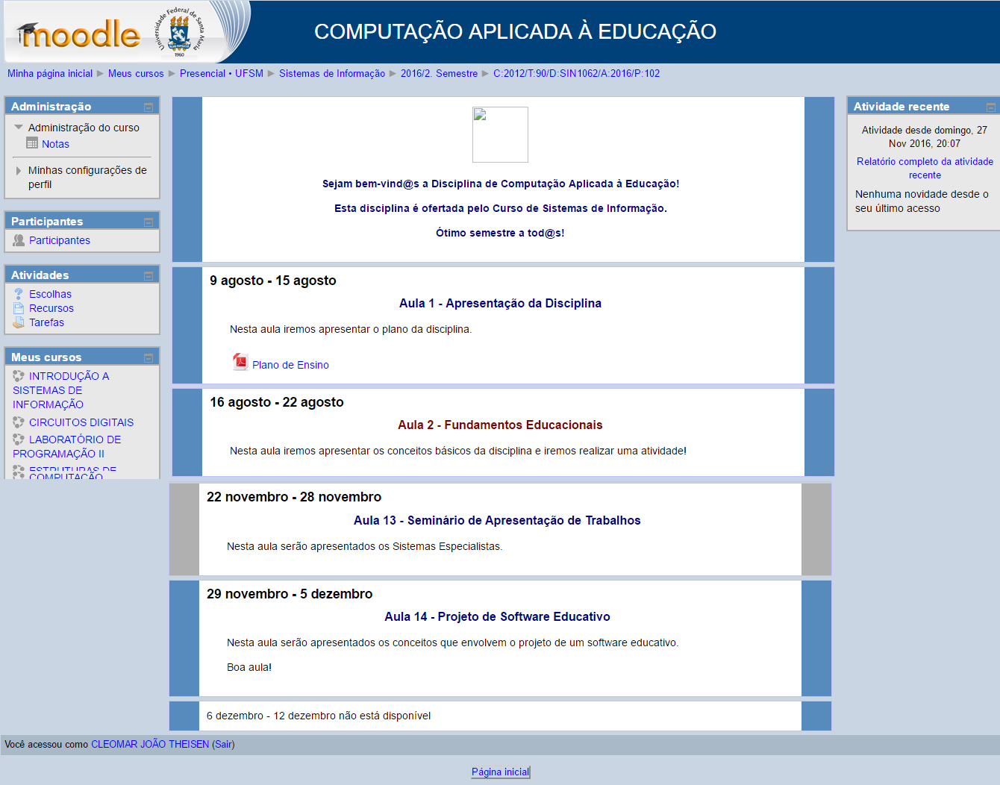 moodle
Universidade Federal de Santa Maria
1960
COMPUTAÇÃO APLICADA À EDUCAÇÃO
Minha página inicial ► Meus cursos ► Presencial • UFSM ► Sistemas de Informação ► 2016/2. Semestre ► C:2012/T:90/D:SIN1062/A:2016/P:102
Administração
Administração do curso
Notas
Minhas configurações de
perfil
Participantes
Participantes
Atividades
Escolhas
Recursos
Tarefas
Meus cursos
INTRODUÇÃO A
SISTEMAS DE
INFORMAÇÃO
CIRCUITOS DIGITAIS
LABORATÓRIO DE
PROGRAMAÇÃO II
ESTRUTURAS DE
COMPUTAÇÃO
Sejam bem-vind@s a Disciplina de Computação Aplicada à Educação!
Esta disciplina é ofertada pelo Curso de Sistemas de Informação.
Ótimo semestre a tod@s!
9 agosto - 15 agosto
Aula 1 - Apresentação da Disciplina
Nesta aula iremos apresentar o plano da disciplina.
Plano de Ensino
16 agosto - 22 agosto
Aula 2 - Fundamentos Educacionais
Nesta aula iremos apresentar os conceitos básicos da disciplina e iremos realizar uma atividade!
22 novembro - 28 novembro
Aula 13 - Seminário de Apresentação de Trabalhos
Nesta aula serão apresentados os Sistemas Especialistas.
29 novembro - 5 dezembro
Aula 14 - Projeto de Software Educativo
Nesta aula serão apresentados os conceitos que envolvem o projeto de um software educativo.
Boa aula!
6 dezembro - 12 dezembro não está disponível
Atividade recente
Atividade desde domingo, 27
Nov 2016, 20:07
Relatório completo da atividade
recente
Nenhuma novidade desde o
seu último acesso
Você acessou como CLEOMAR JOÃO THEISEN (Sair)
Página inicial